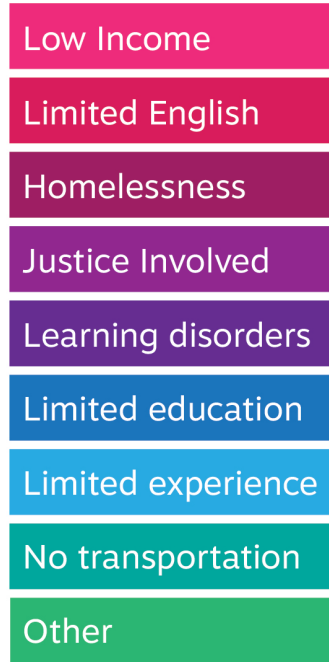 Low Income
Limited English
Homelessness
Justice Involved
Learning disorders
Limited education
Limited experience
No transportation
Other